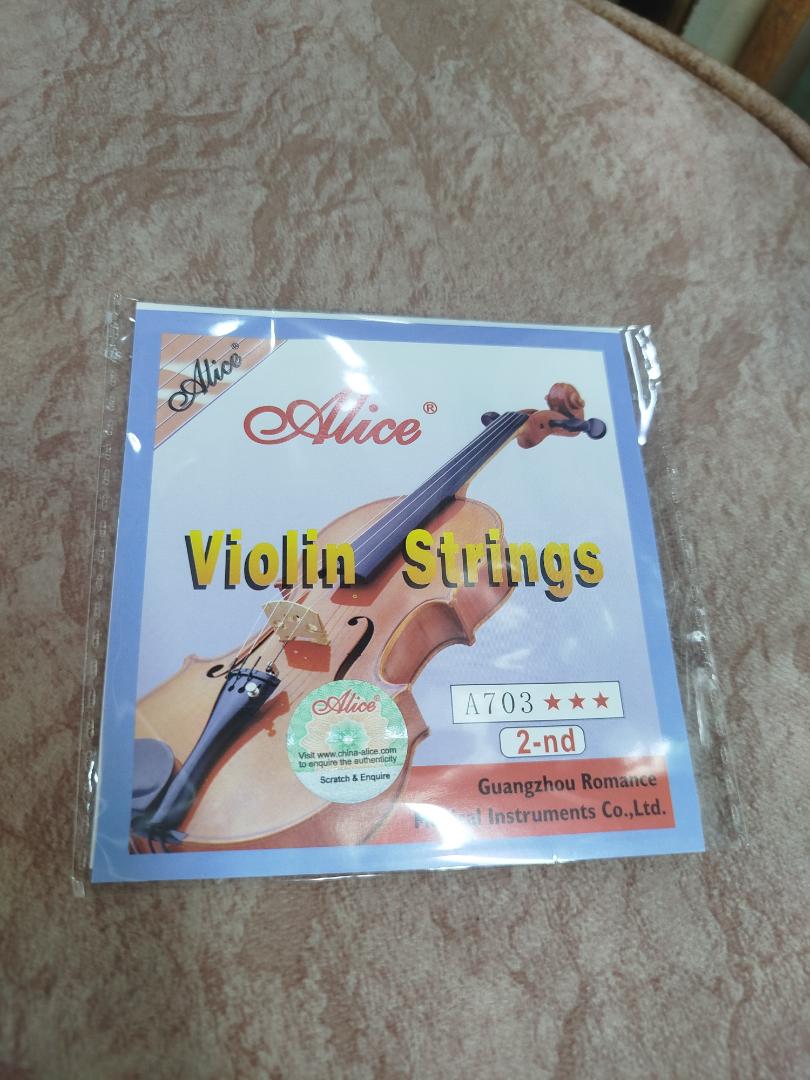 Alice®
Alice®
Violin Strings
A703★★★
2-nd
Alice®
Visit www.china-alice.com
to enquire the authenticity
Scratch & Enquire
Guangzhou Romance
Musical Instruments Co.,Ltd.